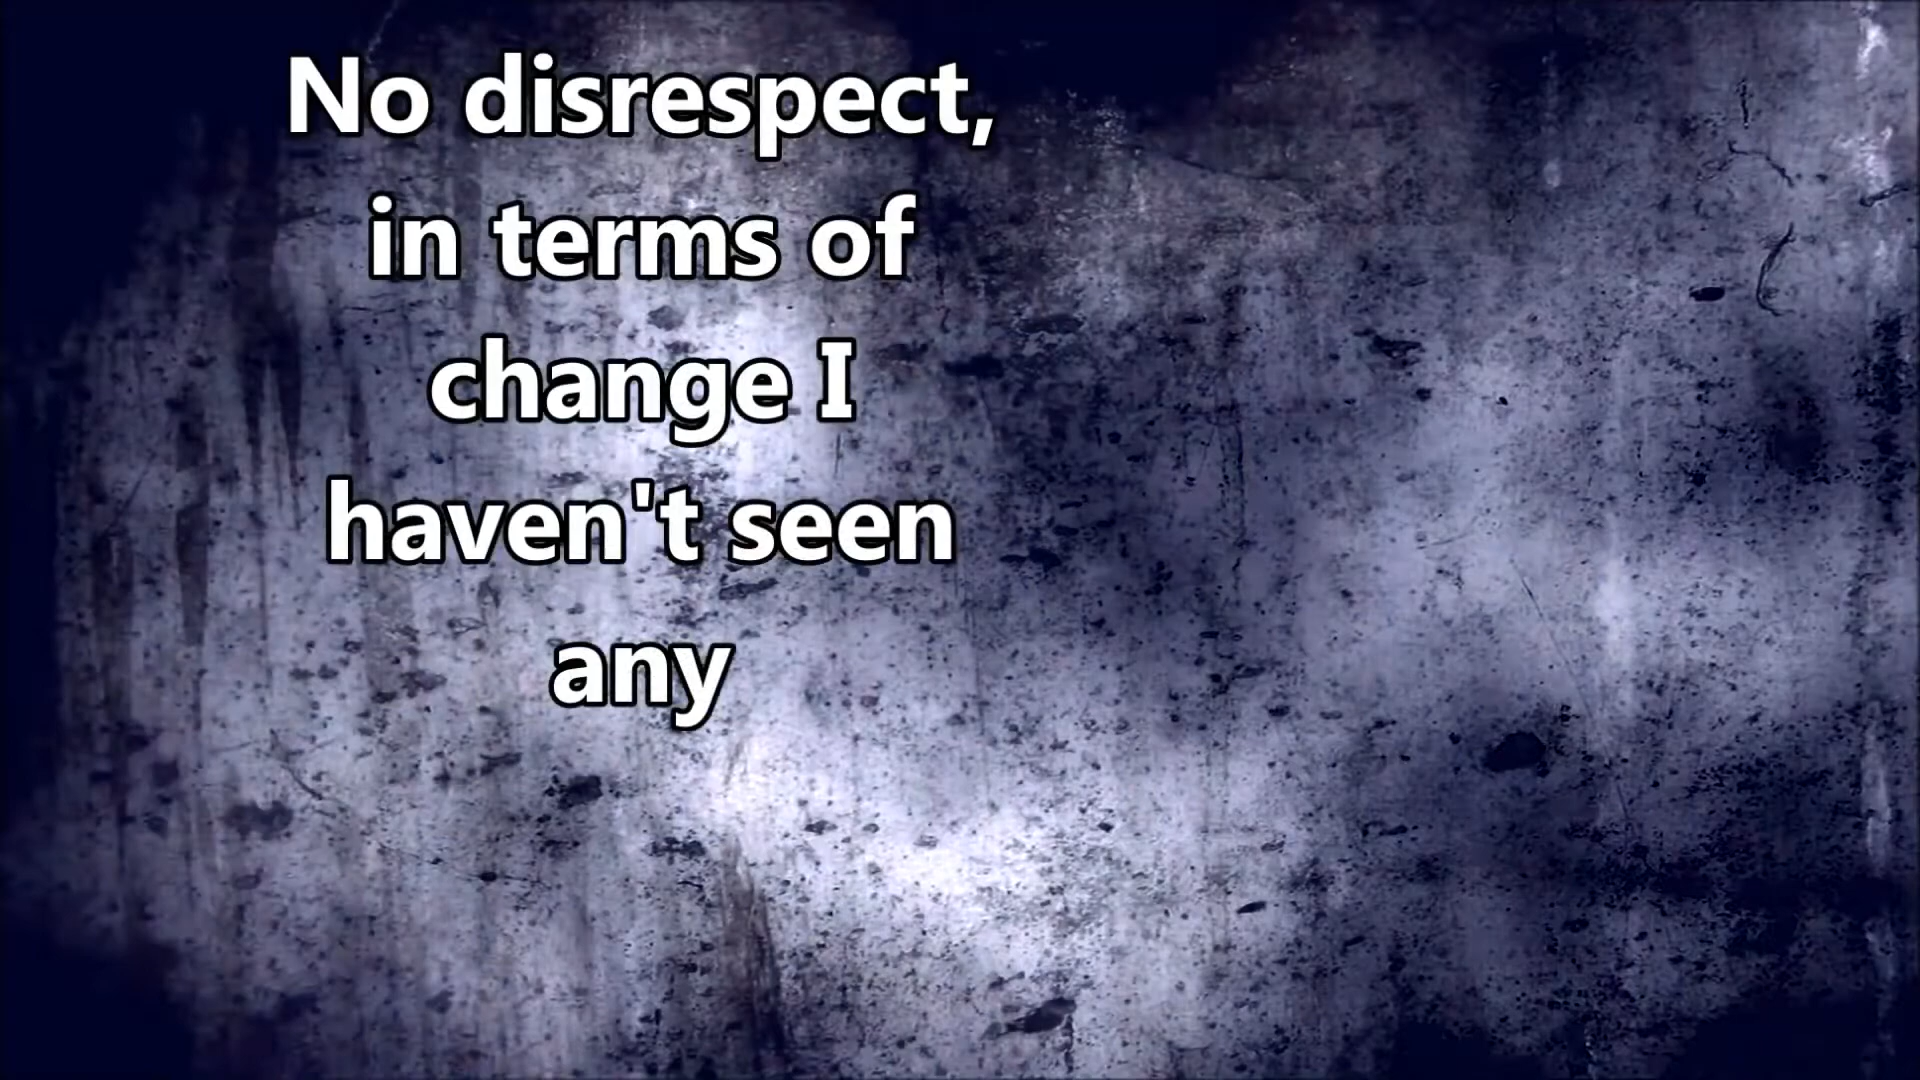 No disrespect,
in terms of
change I
haven't seen
any